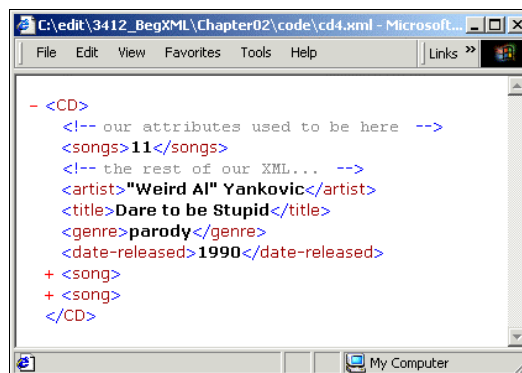 C:\edit\3412_BegXML\Chapter02\code\cd4.xml - Microsoft...
File Edit View Favorites Tools Help Links »
- <CD>
<!-- our attributes used to be here -->
<songs>11</songs>
<!-- the rest of our XML... -->
<artist>"Weird Al" Yankovic</artist>
<title>Dare to be Stupid</title>
<genre>parody</genre>
<date-released>1990</date-released>
+ <song>
+ <song>
</CD>
My Computer